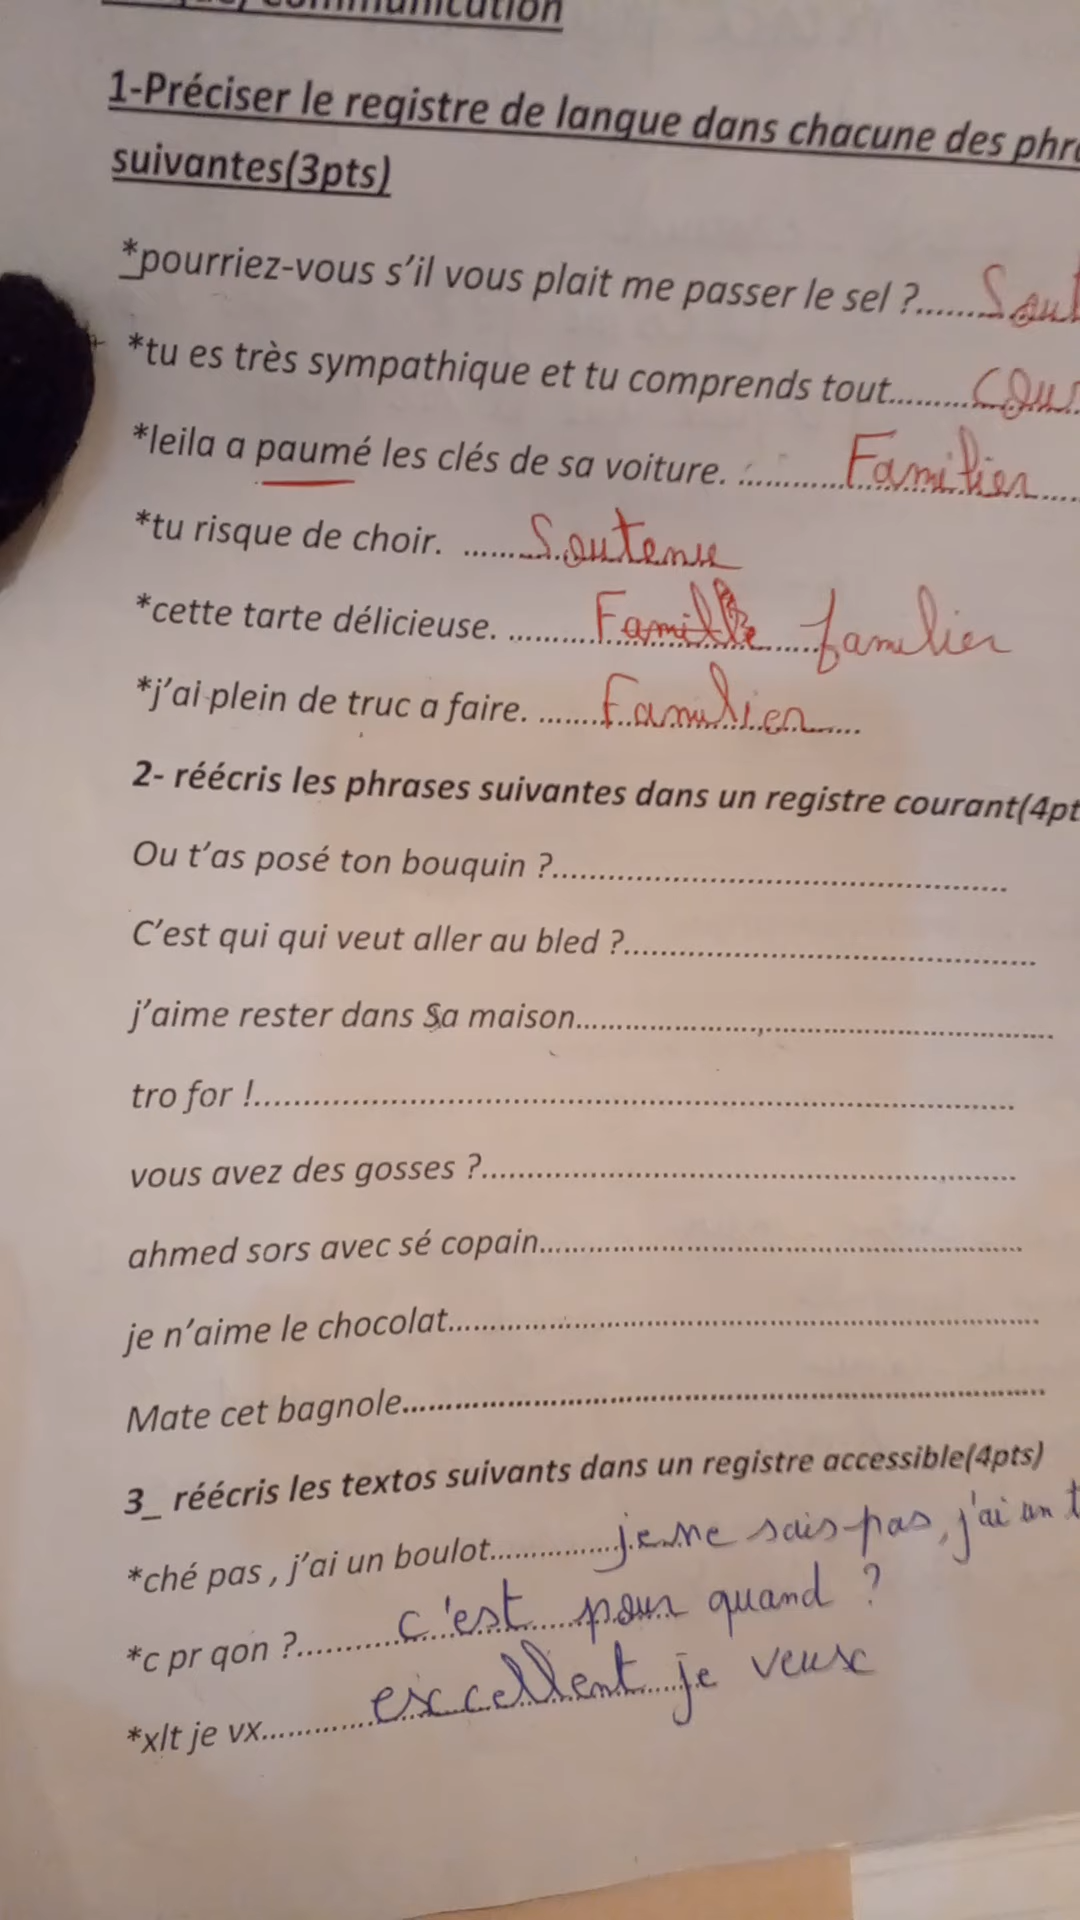 communication
1-Préciser le registre de langue dans chacune des
suivantes(3pts)
*pourriez-vous s'il vous plait me passer le sel ?.......
*tu es très sympathique et tu comprends tout..........
*leila a paumé les clés de sa voiture. ............Familier....
*tu risque de choir. .......Soutenu
*cette tarte délicieuse. .......... familier
*j'ai plein de truc a faire. .......Familier....
2- réécris les phrases suivantes dans un registre courant(4pt
Ou t'as posé ton bouquin ?..................................................
C'est qui qui veut aller au bled ?.............................................
j'aime rester dans Sa maison.....................................................
tro for !.....................................................................................
vous avez des gosses ?...........................................................
ahmed sors avec sé copain.....................................................
je n'aime le chocolat................................................................
Mate cet bagnole......................................................................
3_ réécris les textos suivants dans un registre accessible(4pts)
*ché pas , j'ai un boulot...............je ne sais pas, j'ai un t
*c pr qon ?...........c'est pour quand ?
*xlt je vx............excellent je veux